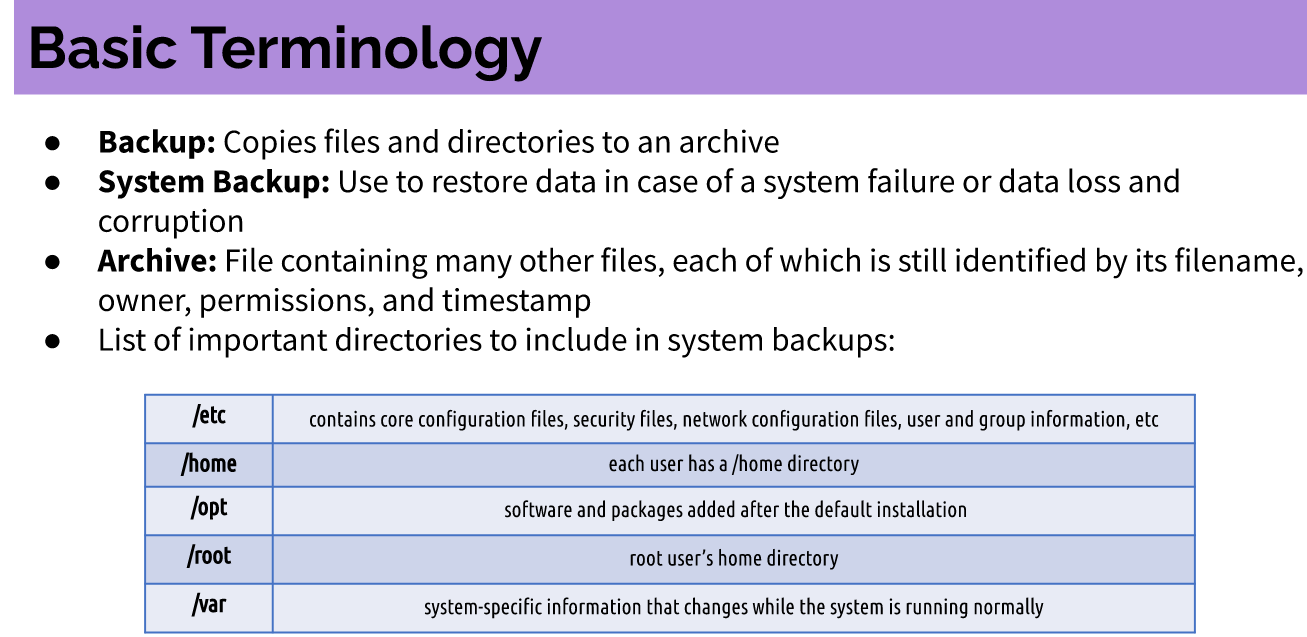 Basic Terminology
● Backup: Copies files and directories to an archive
● System Backup: Use to restore data in case of a system failure or data loss and
corruption
● Archive: File containing many other files, each of which is still identified by its filename,
owner, permissions, and timestamp
● List of important directories to include in system backups:
/etc contains core configuration files, security files, network configuration files, user and group information, etc
/home each user has a /home directory
/opt software and packages added after the default installation
/root root user’s home directory
/var system-specific information that changes while the system is running normally